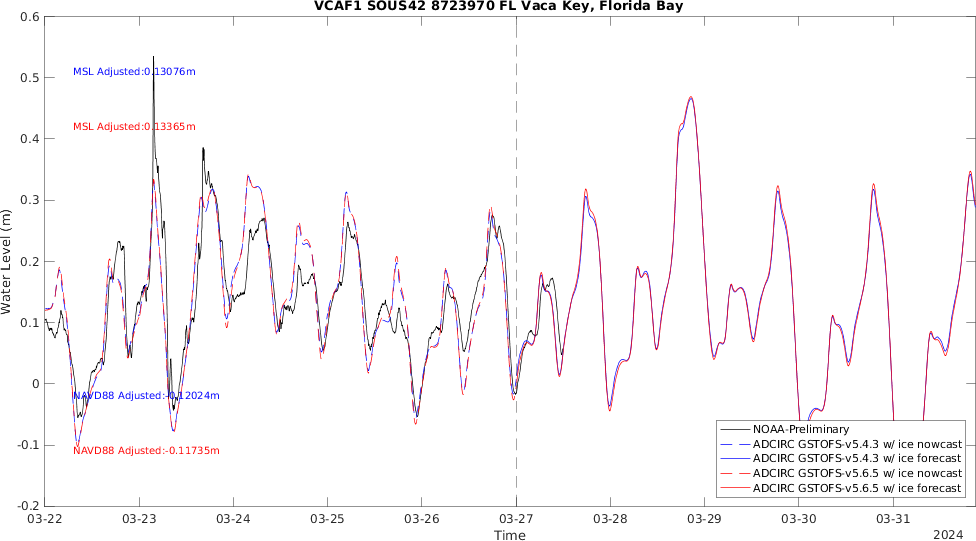 VCAF1 SOUS42 8723970 FL Vaca Key, Florida Bay
0.6
0.5
0.4
0.3
0.2
0.1
0
-0.1
-0.2
Water Level (m)
MSL Adjusted:0.13076m
MSL Adjusted:0.13365m
NAVD88 Adjusted:-0.12024m
NAVD88 Adjusted:-0.11735m
NOAA-Preliminary
ADCIRC GSTOFS-v5.4.3 w/ ice nowcast
ADCIRC GSTOFS-v5.4.3 w/ ice forecast
ADCIRC GSTOFS-v5.6.5 w/ ice nowcast
ADCIRC GSTOFS-v5.6.5 w/ ice forecast
03-22 03-23 03-24 03-25 03-26 03-27 03-28 03-29 03-30 03-31
Time
2024